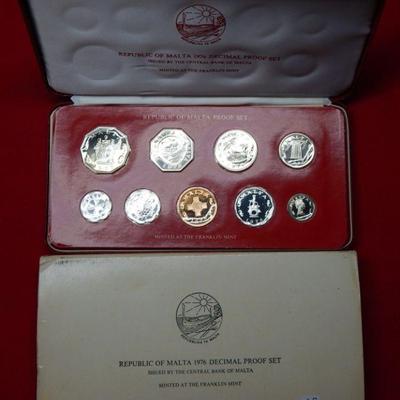 REPUBLIC OF MALTA 1976 DECIMAL PROOF SET
ISSUED BY THE CENTRAL BANK OF MALTA
MINTED AT THE FRANKLIN MINT
REPUBLIC OF MALTA PROOF SET
MINTED AT THE FRANKLIN MINT
REPUBLIC OF MALTA 1976 DECIMAL PROOF SET
ISSUED BY THE CENTRAL BANK OF MALTA
MINTED AT THE FRANKLIN MINT